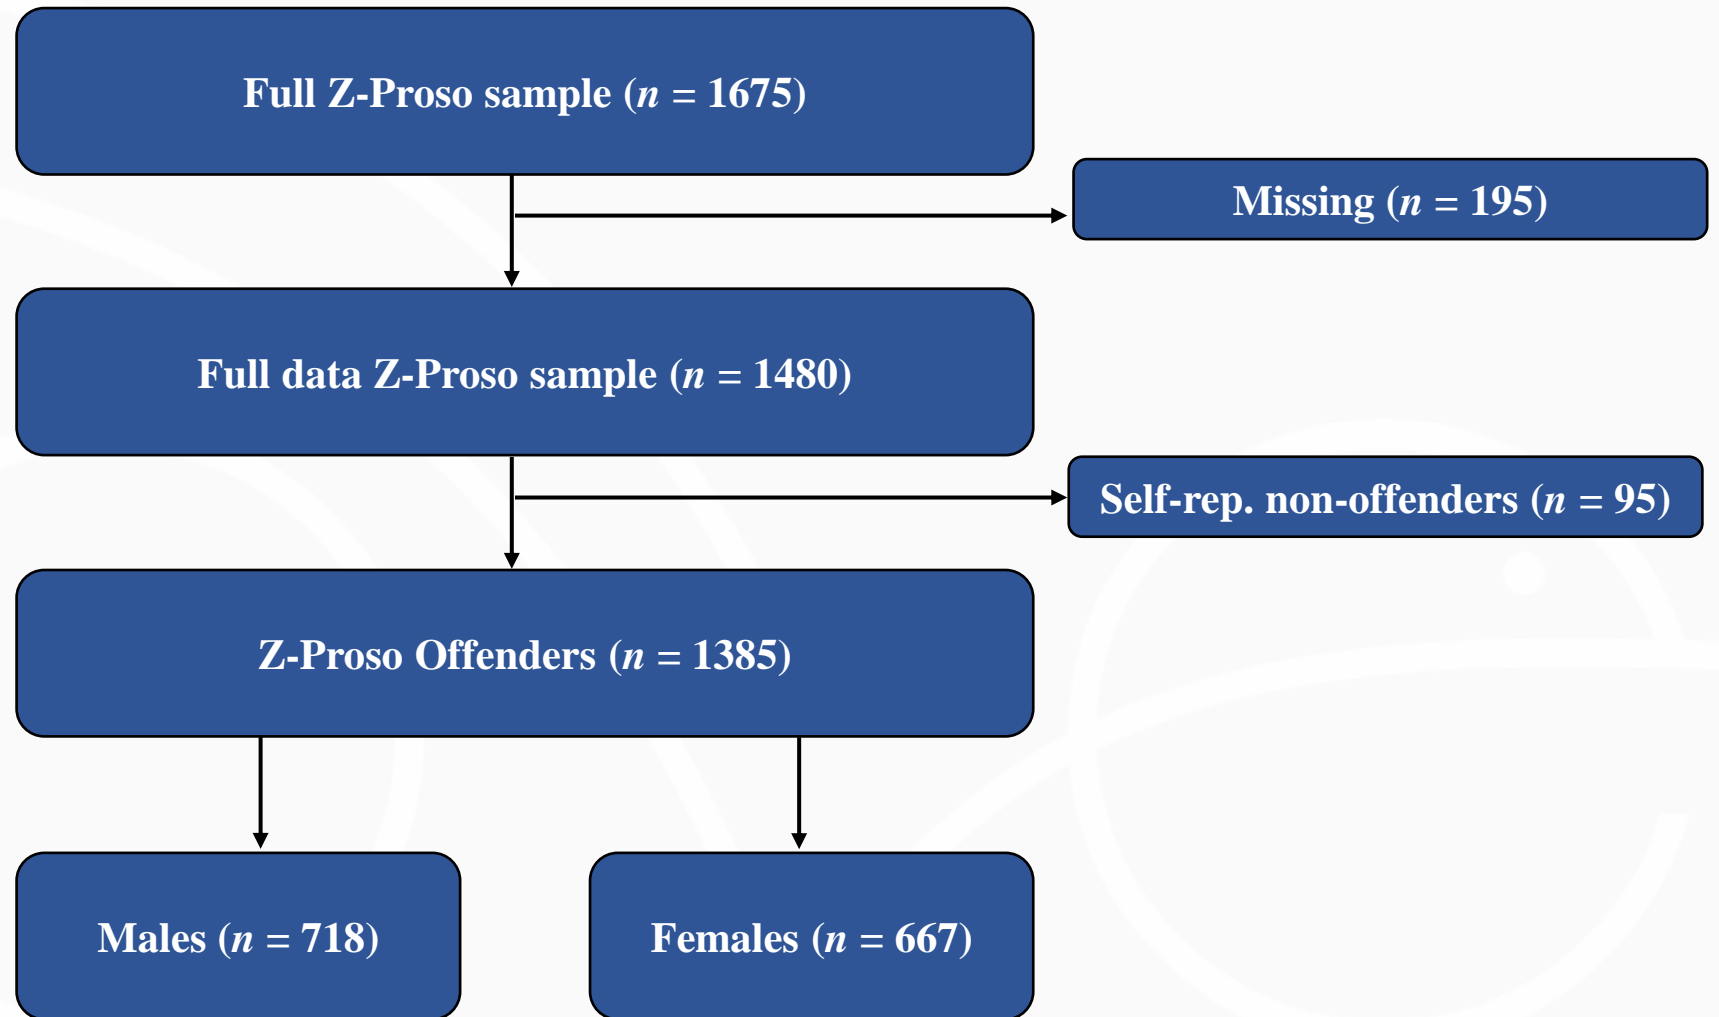 Full Z-Proso sample (n = 1675)
Missing (n = 195)
Full data Z-Proso sample (n = 1480)
Self-rep. non-offenders (n = 95)
Z-Proso Offenders (n = 1385)
Males (n = 718)
Females (n = 667)